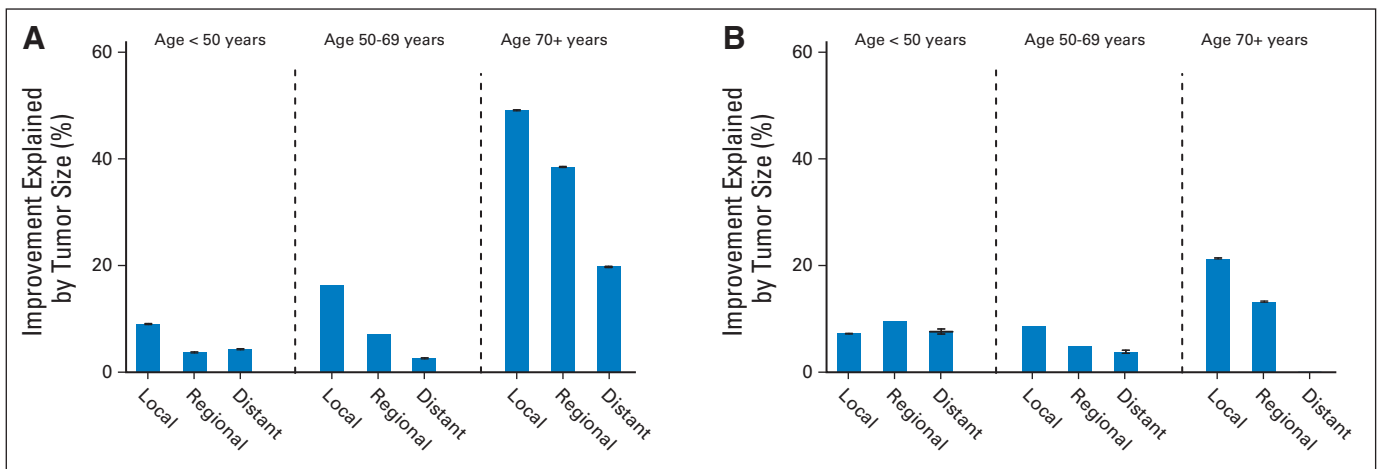 A
Age < 50 years
Age 50-69 years
Age 70+ years
Improvement Explained
by Tumor Size (%)
60
40
20
0
Local
Regional
Distant
Local
Regional
Distant
Local
Regional
Distant
B
Age < 50 years
Age 50-69 years
Age 70+ years
Improvement Explained
by Tumor Size (%)
60
40
20
0
Local
Regional
Distant
Local
Regional
Distant
Local
Regional
Distant